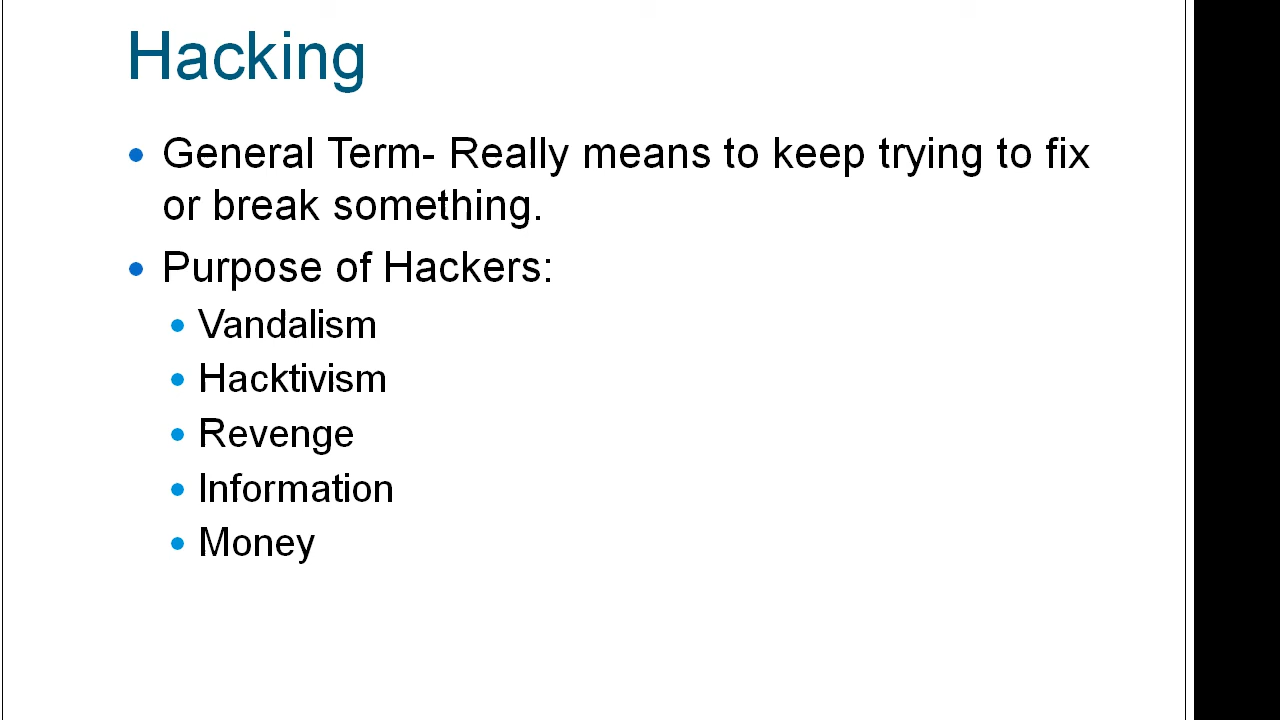 Hacking
• General Term- Really means to keep trying to fix
or break something.
• Purpose of Hackers:
• Vandalism
• Hacktivism
• Revenge
• Information
• Money